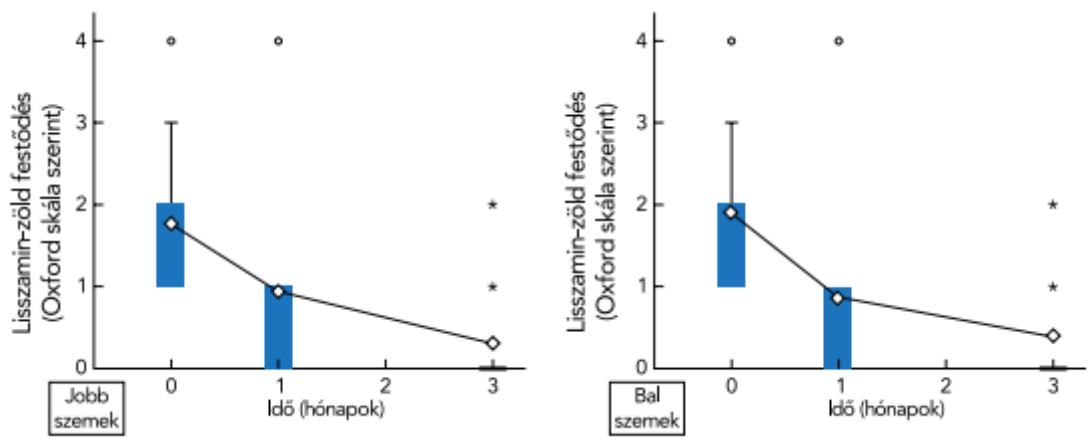 Lisszamin-zöld festődés
(Oxford skála szerint)
4
3
2
1
0
0
1
2
3
Idő (hónapok)
Jobb
szemek
Lisszamin-zöld festődés
(Oxford skála szerint)
4
3
2
1
0
0
1
2
3
Idő (hónapok)
Bal
szemek